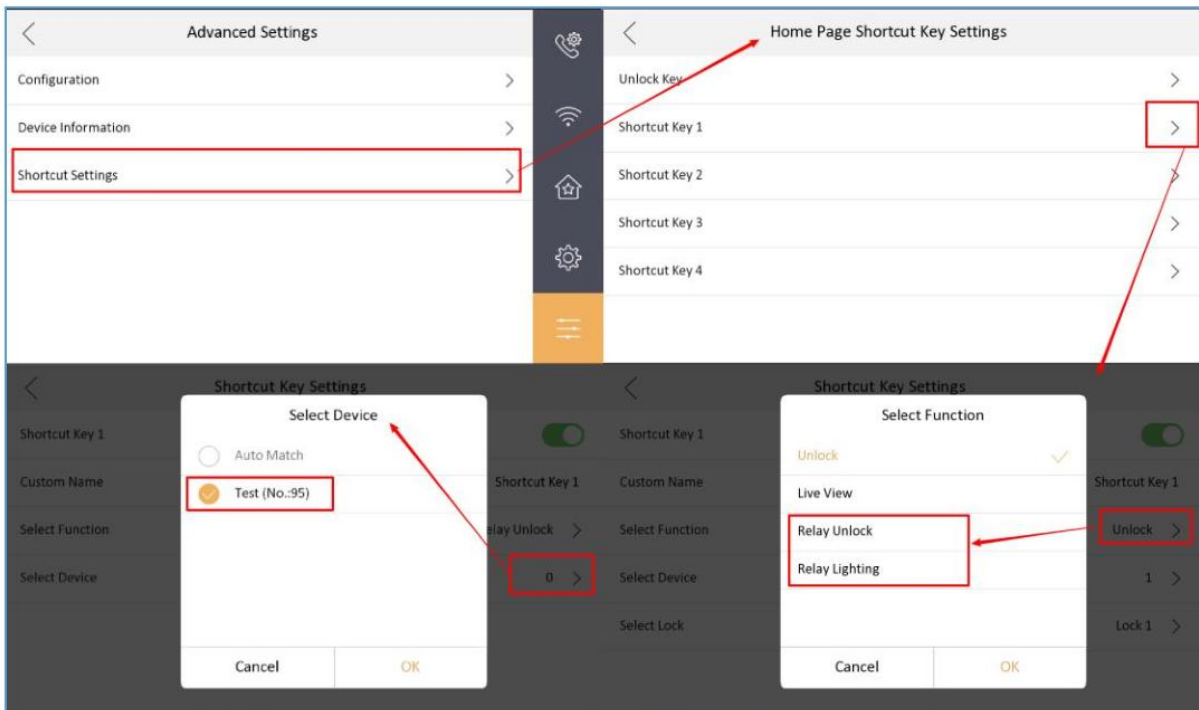 Advanced Settings
Configuration
Device Information
Shortcut Settings
Home Page Shortcut Key Settings
Unlock Key
Shortcut Key 1
Shortcut Key 2
Shortcut Key 3
Shortcut Key 4
Shortcut Key Settings
Shortcut Key 1
Custom Name
Shortcut Key 1
Select Function
elay Unlock
Select Device
0
Select Device
Auto Match
Test (No.:95)
Cancel
OK
Shortcut Key Settings
Shortcut Key 1
Custom Name
Shortcut Key 1
Select Function
Unlock
Select Device
1
Select Lock
Lock 1
Select Function
Unlock
Live View
Relay Unlock
Relay Lighting
Cancel
OK